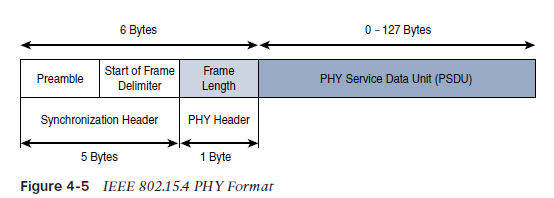 6 Bytes
0 – 127 Bytes
Preamble
Start of Frame
Delimiter
Frame
Length
PHY Service Data Unit (PSDU)
Synchronization Header
PHY Header
5 Bytes
1 Byte
Figure 4-5 IEEE 802.15.4 PHY Format